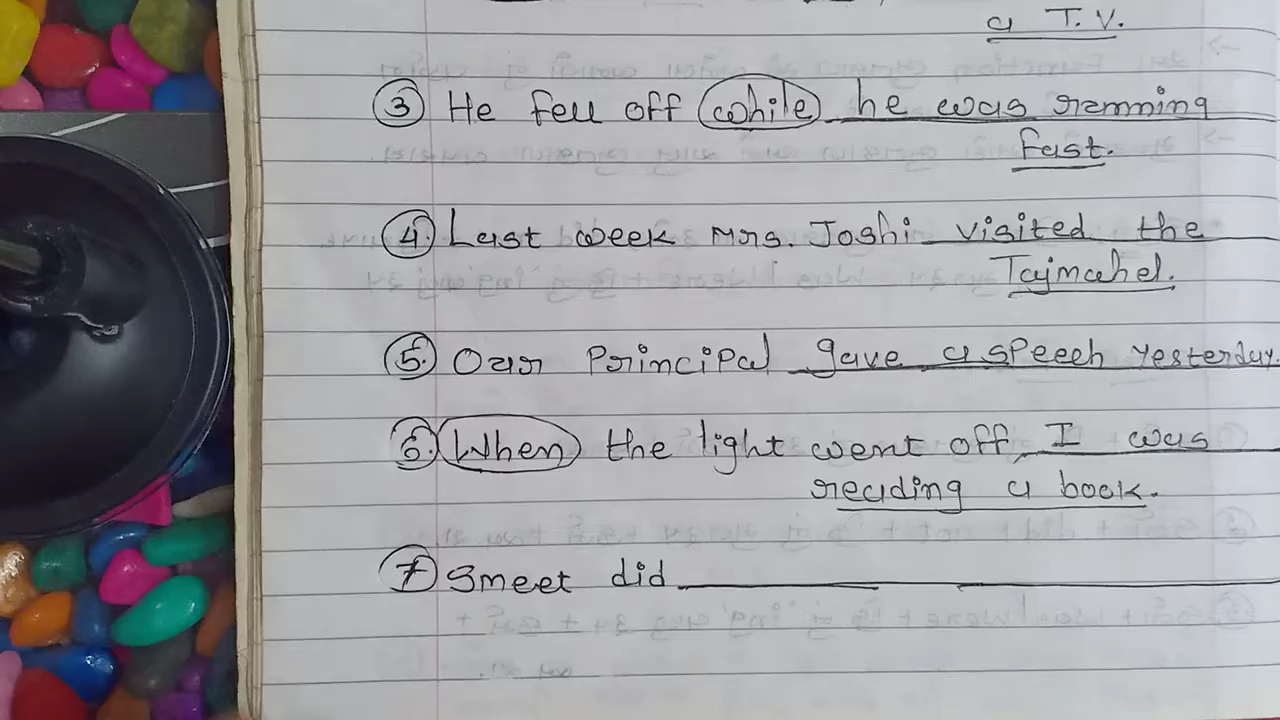 a T.V.
③ He fell off while he was running
fast.
④ Last week Mrs. Joshi visited the
Tajmahel.
⑤ Our Principal gave a speech yesterday
⑥ When the light went off, I was
reading a book.
⑦ Smeet did